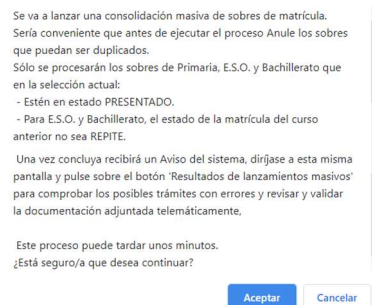 Se va a lanzar una consolidación masiva de sobres de matrícula.
Sería conveniente que antes de ejecutar el proceso Anule los sobres
que puedan ser duplicados.
Sólo se procesarán los sobres de Primaria, E.S.O. y Bachillerato que
en la selección actual:
- Estén en estado PRESENTADO.
- Para E.S.O. y Bachillerato, el estado de la matrícula del curso
anterior no sea REPITE.
Una vez concluya recibirá un Aviso del sistema, diríjase a esta misma
pantalla y pulse sobre el botón 'Resultados de lanzamientos masivos'
para comprobar los posibles trámites con errores y revisar y validar
la documentación adjuntada telemáticamente,
Este proceso puede tardar unos minutos.
¿Está seguro/a que desea continuar?
Aceptar Cancelar